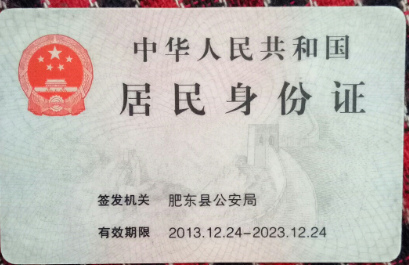 中华人民共和国
居民身份证
签发机关 肥东县公安局
有效期限 2013.12.24-2023.12.24